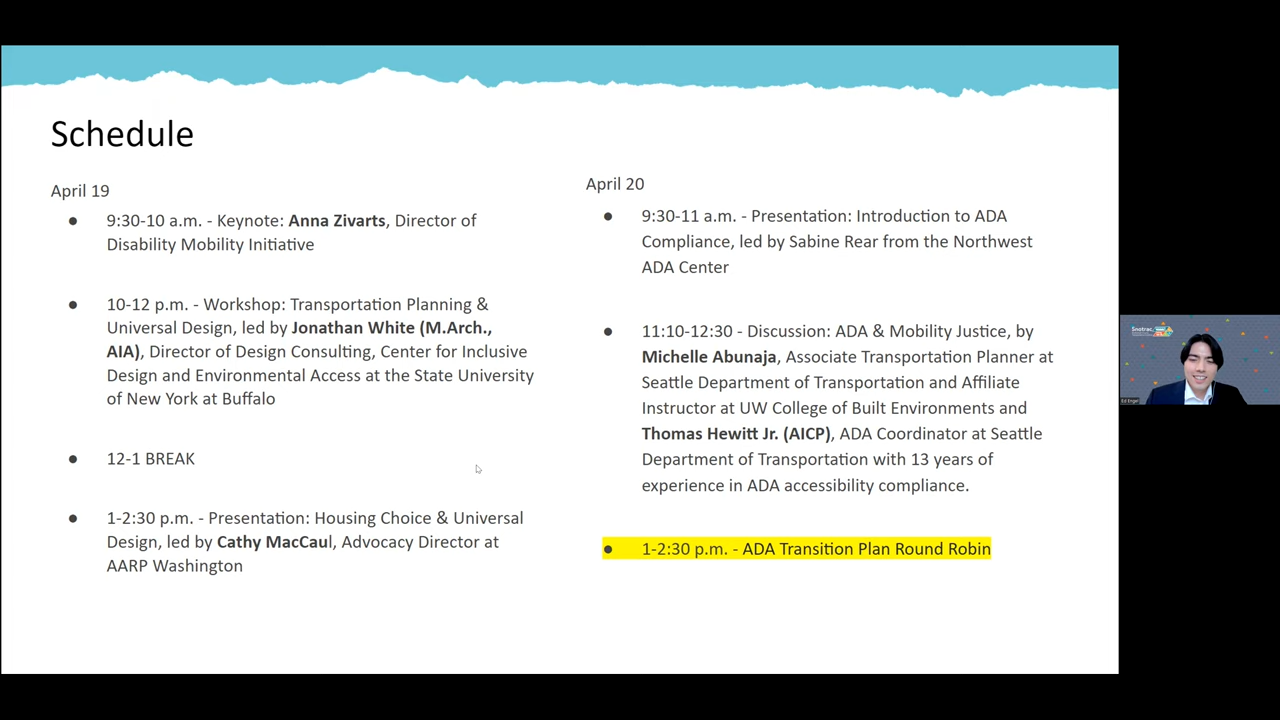 Schedule
April 19
● 9:30-10 a.m. - Keynote: Anna Zivarts, Director of
Disability Mobility Initiative
● 10-12 p.m. - Workshop: Transportation Planning &
Universal Design, led by Jonathan White (M.Arch.,
AIA), Director of Design Consulting, Center for Inclusive
Design and Environmental Access at the State University
of New York at Buffalo
● 12-1 BREAK
● 1-2:30 p.m. - Presentation: Housing Choice & Universal
Design, led by Cathy MacCaul, Advocacy Director at
AARP Washington
April 20
● 9:30-11 a.m. - Presentation: Introduction to ADA
Compliance, led by Sabine Rear from the Northwest
ADA Center
● 11:10-12:30 - Discussion: ADA & Mobility Justice, by
Michelle Abunaja, Associate Transportation Planner at
Seattle Department of Transportation and Affiliate
Instructor at UW College of Built Environments and
Thomas Hewitt Jr. (AICP), ADA Coordinator at Seattle
Department of Transportation with 13 years of
experience in ADA accessibility compliance.
● 1-2:30 p.m. - ADA Transition Plan Round Robin
Snotrac
Ed Engel